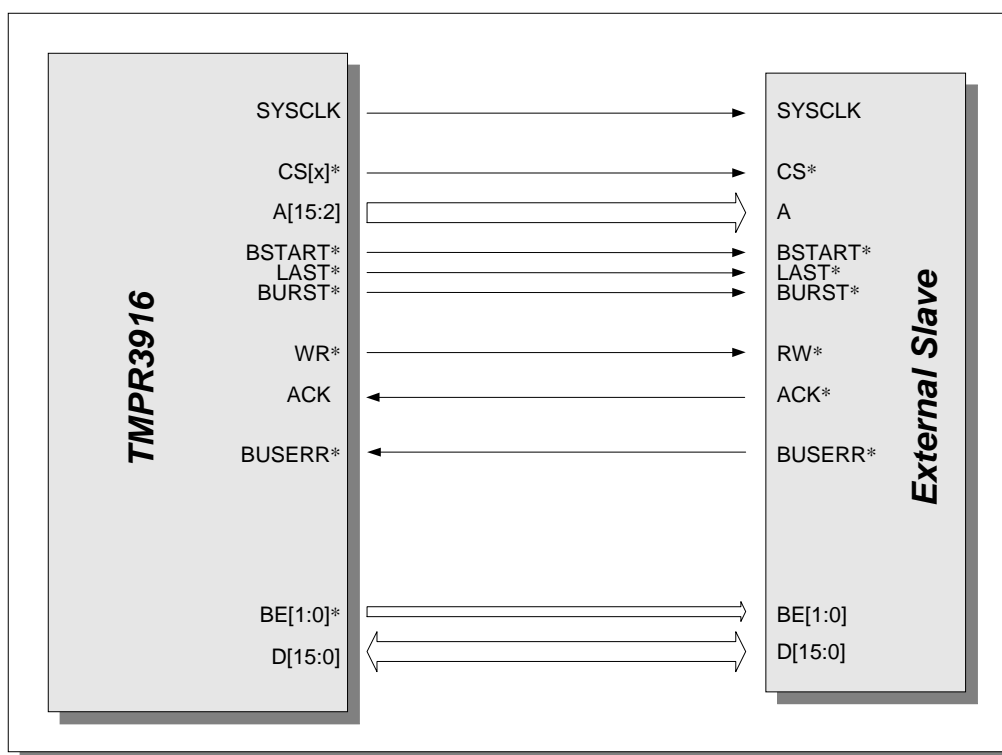 TMPR3916
SYSCLK
CS[x]*
A[15:2]
BSTART*
LAST*
BURST*
WR*
ACK
BUSERR*
BE[1:0]*
D[15:0]
External Slave
SYSCLK
CS*
A
BSTART*
LAST*
BURST*
RW*
ACK*
BUSERR*
BE[1:0]
D[15:0]